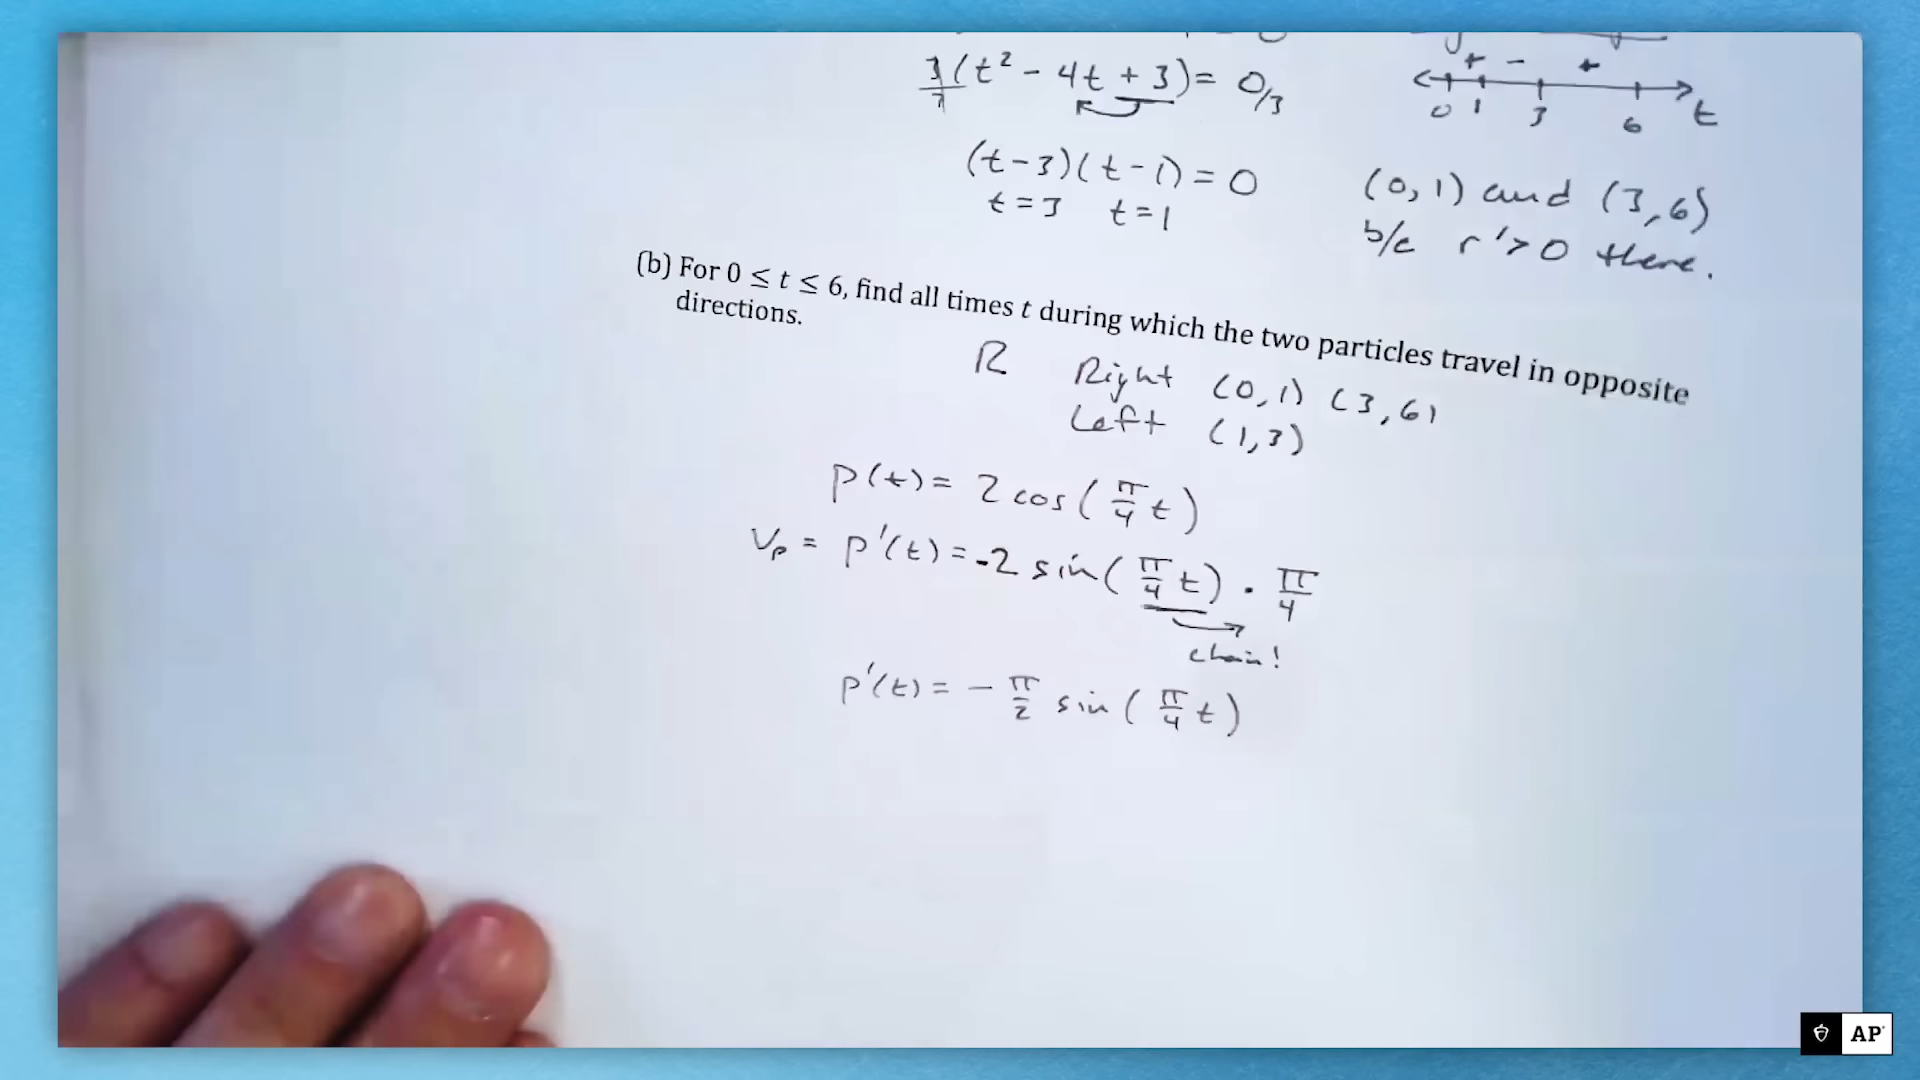 3/3 (t² - 4t + 3) = 0/3
(t-3)(t-1) = 0
t = 3 t = 1
+ - +
0 1 3 6 t
(0, 1) and (3, 6)
b/c r' > 0 there.
(b) For 0 ≤ t ≤ 6, find all times t during which the two particles travel in opposite
directions.
R Right (0, 1) (3, 6)
Left (1, 3)
P(t) = 2 cos(π/4 t)
Vp = P'(t) = -2 sin(π/4 t) · π/4
chain!
P'(t) = - π/2 sin(π/4 t)
AP